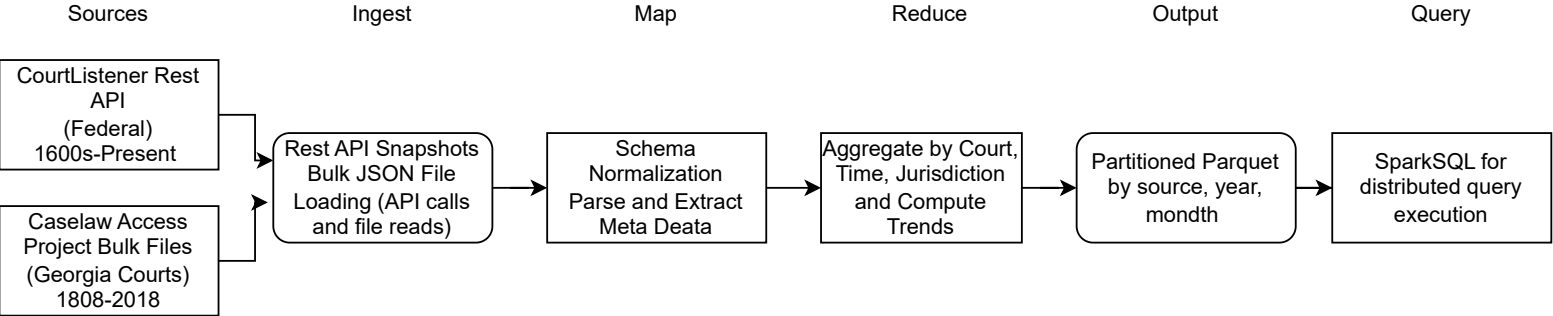 Sources
Ingest
Map
Reduce
Output
Query
CourtListener Rest
API
(Federal)
1600s-Present
Caselaw Access
Project Bulk Files
(Georgia Courts)
1808-2018
Rest API Snapshots
Bulk JSON File
Loading (API calls
and file reads)
Schema
Normalization
Parse and Extract
Meta Deata
Aggregate by Court,
Time, Jurisdiction
and Compute
Trends
Partitioned Parquet
by source, year,
mondth
SparkSQL for
distributed query
execution